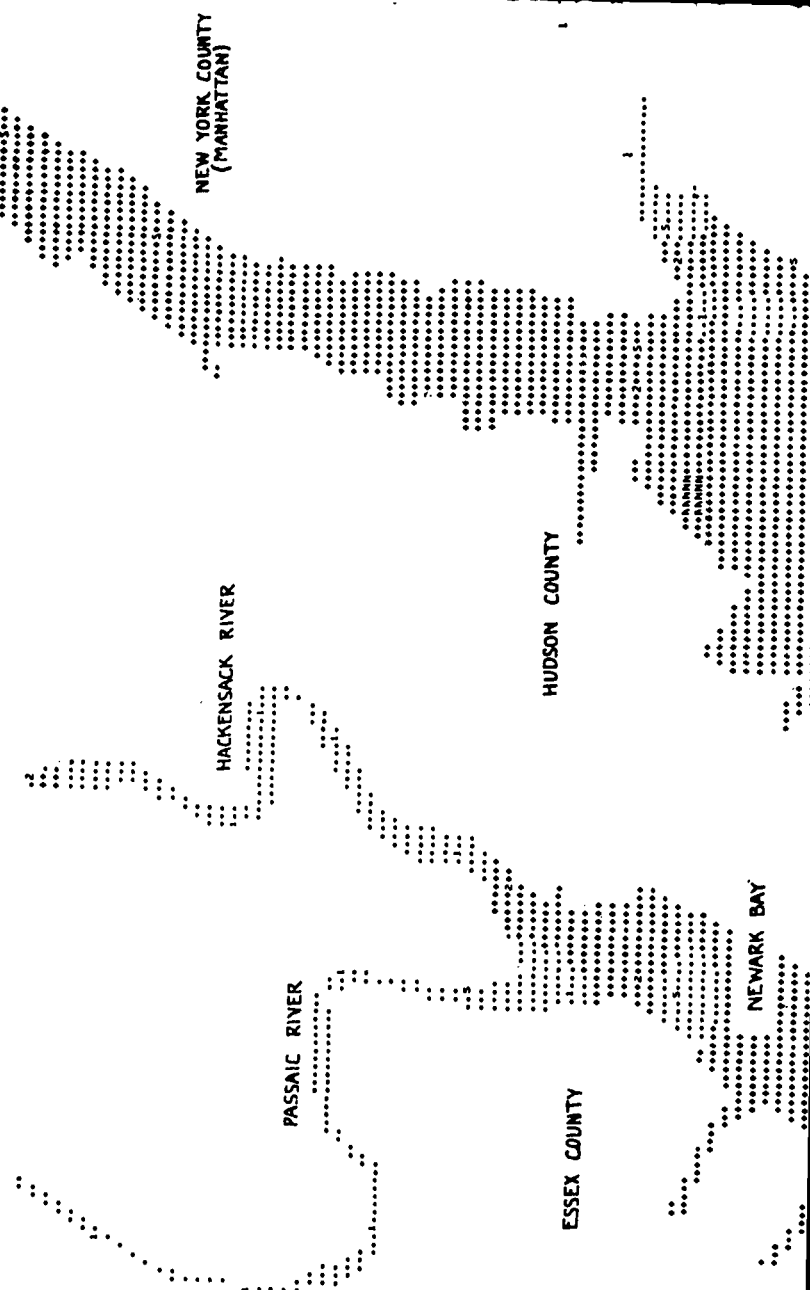 NEW YORK COUNTY
(MANHATTAN)
HACKENSACK RIVER
HUDSON COUNTY
PASSAIC RIVER
NEWARK BAY
ESSEX COUNTY